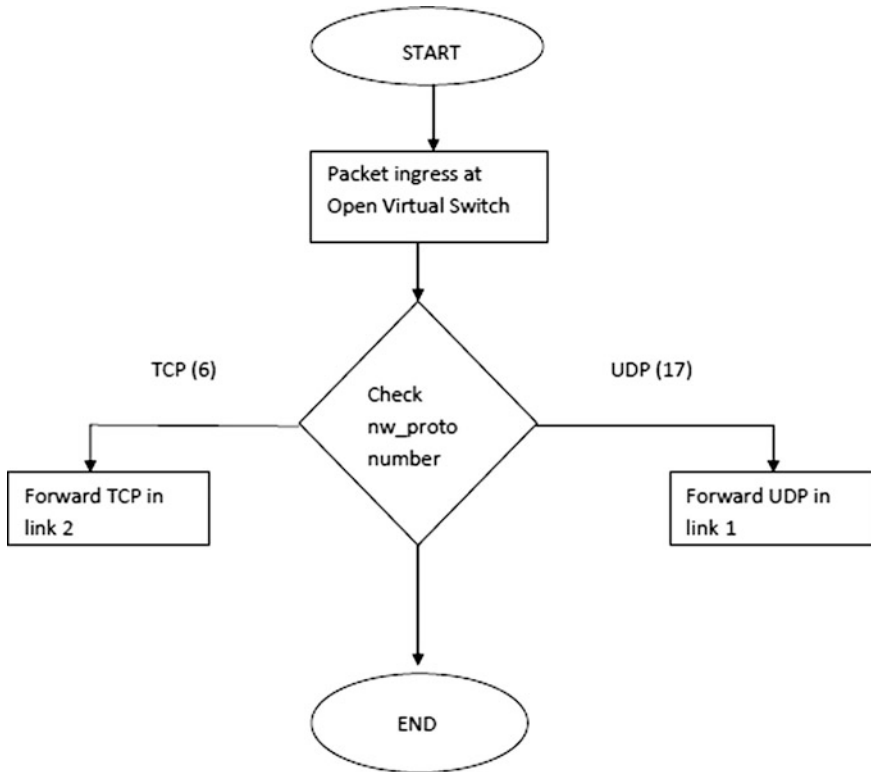 START
Packet ingress at
Open Virtual Switch
TCP (6)
UDP (17)
Check
nw_proto
number
Forward TCP in
link 2
Forward UDP in
link 1
END